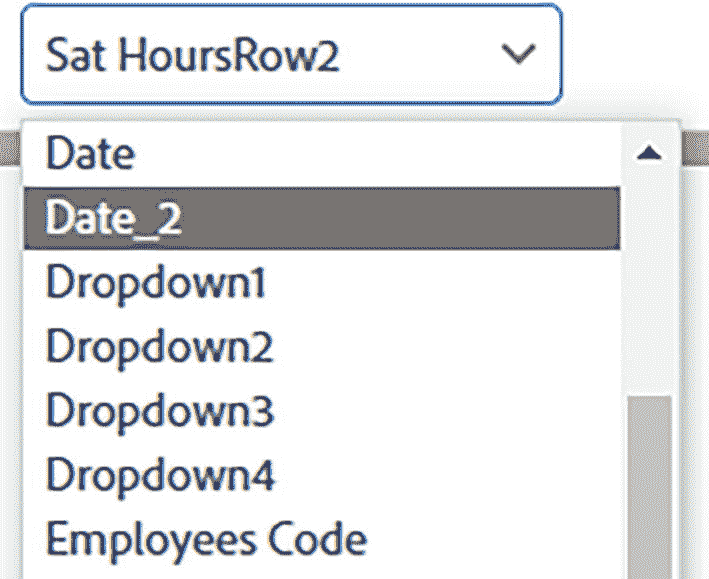 Sat HoursRow2
Date
Date_2
Dropdown1
Dropdown2
Dropdown3
Dropdown4
Employees Code